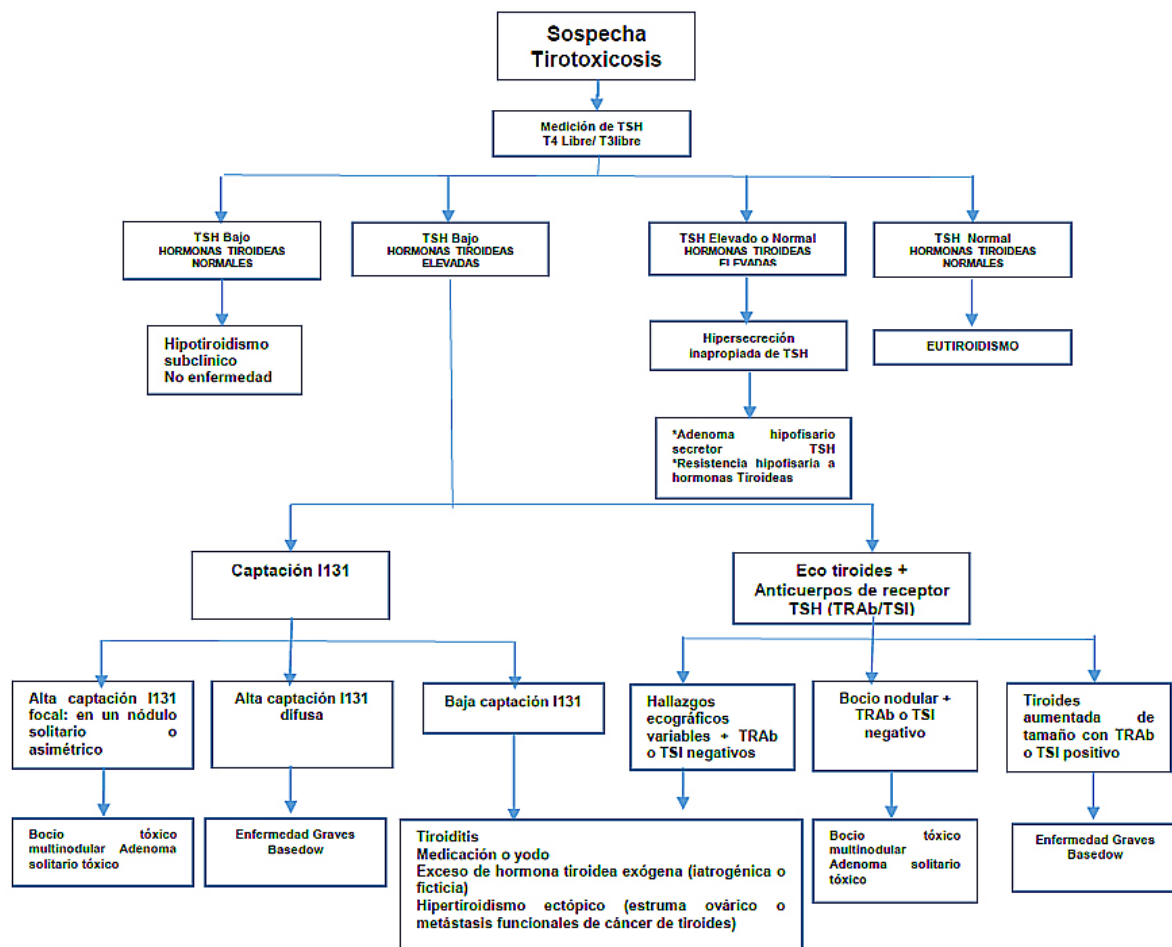 Sospecha
Tirotoxicosis
Medición de TSH
T4 Libre/ T3libre
TSH Bajo
HORMONAS TIROIDEAS
NORMALES
TSH Bajo
HORMONAS TIROIDEAS
ELEVADAS
TSH Elevado o Normal
HORMONAS TIROIDEAS
ELEVADAS
TSH Normal
HORMONAS TIROIDEAS
NORMALES
Hipotiroidismo
subclínico
No enfermedad
Hipersecreción
inapropiada de TSH
EUTIROIDISMO
*Adenoma hipofisario
secretor TSH
*Resistencia hipofisaria a
hormonas Tiroideas
Captación I131
Eco tiroides +
Anticuerpos de receptor
TSH (TRAb/TSI)
Alta captación I131
focal: en un nódulo
solitario o
asimétrico
Alta captación I131
difusa
Baja captación I131
Hallazgos
ecográficos
variables + TRAb
o TSI negativos
Bocio nodular +
TRAb o TSI
negativo
Tiroides
aumentada de
tamaño con TRAb
o TSI positivo
Bocio tóxico
multinodular Adenoma
solitario tóxico
Enfermedad Graves
Basedow
Tiroiditis
Medicación o yodo
Exceso de hormona tiroidea exógena (iatrogénica o
ficticia)
Hipertiroidismo ectópico (estruma ovárico o
metástasis funcionales de cáncer de tiroides)
Bocio tóxico
multinodular
Adenoma solitario
tóxico
Enfermedad Graves
Basedow